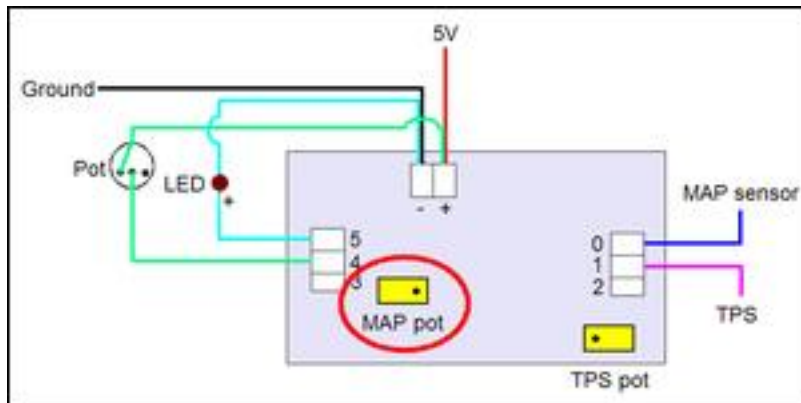 5V
Ground
Pot
LED
+
- +
MAP sensor
5
4
3
0
1
2
MAP pot
TPS
TPS pot